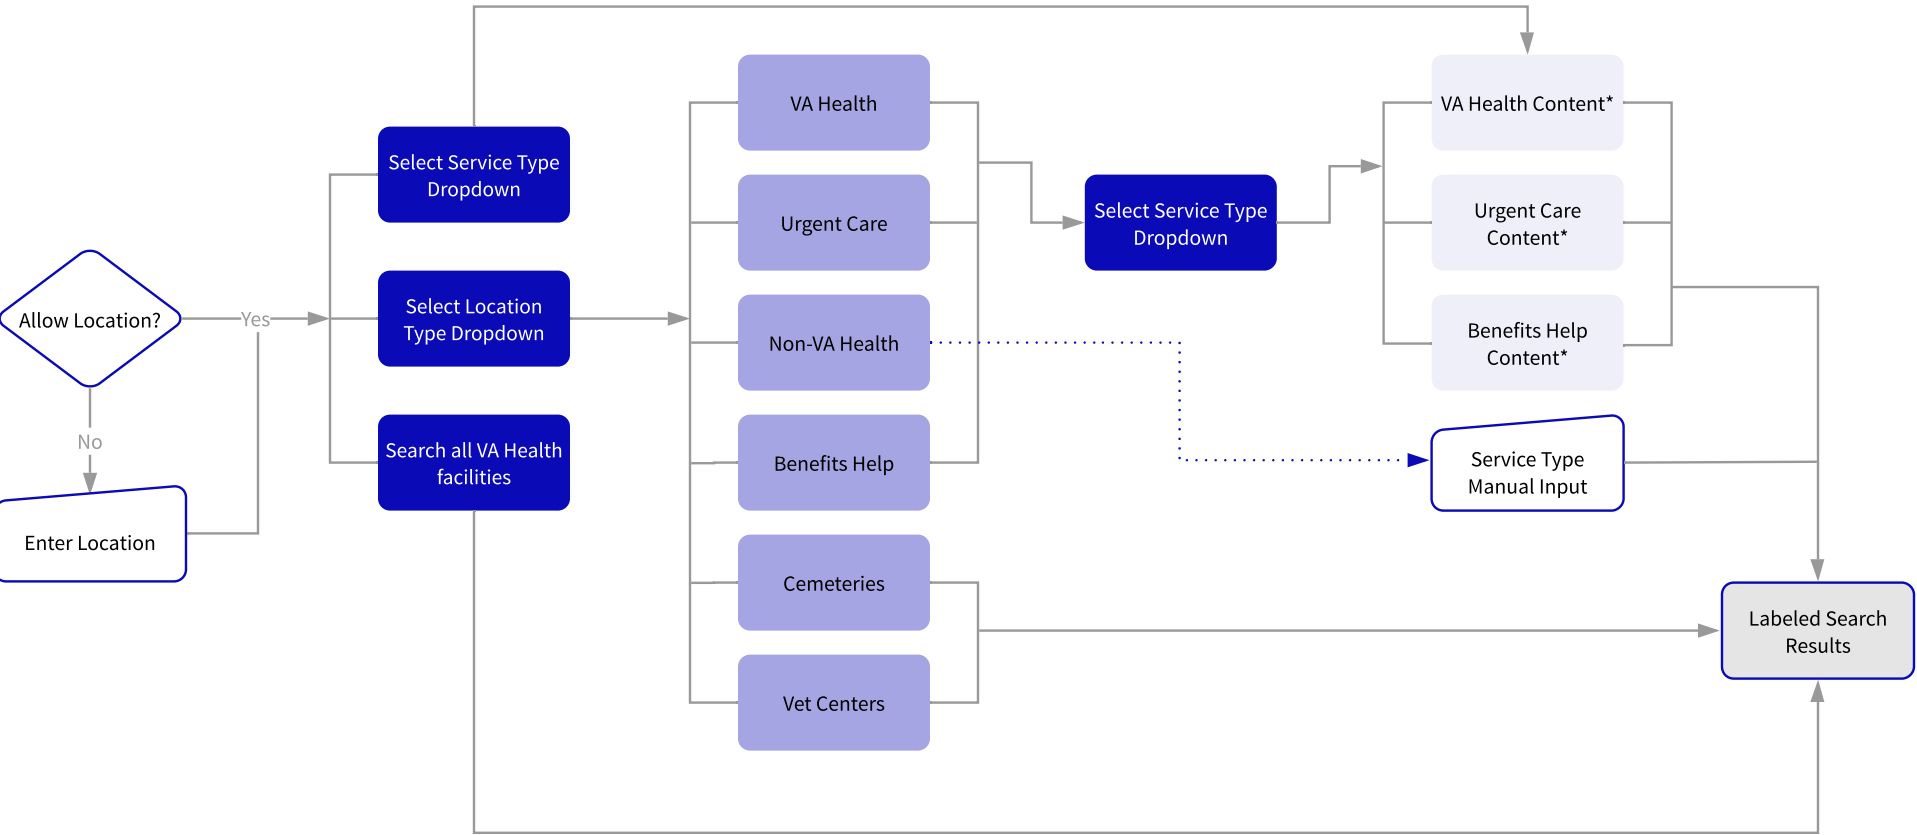 Allow Location?
Yes
No
Enter Location
Select Service Type
Dropdown
Select Location
Type Dropdown
Search all VA Health
facilities
VA Health
Urgent Care
Non-VA Health
Benefits Help
Cemeteries
Vet Centers
Select Service Type
Dropdown
VA Health Content*
Urgent Care
Content*
Benefits Help
Content*
Service Type
Manual Input
Labeled Search
Results